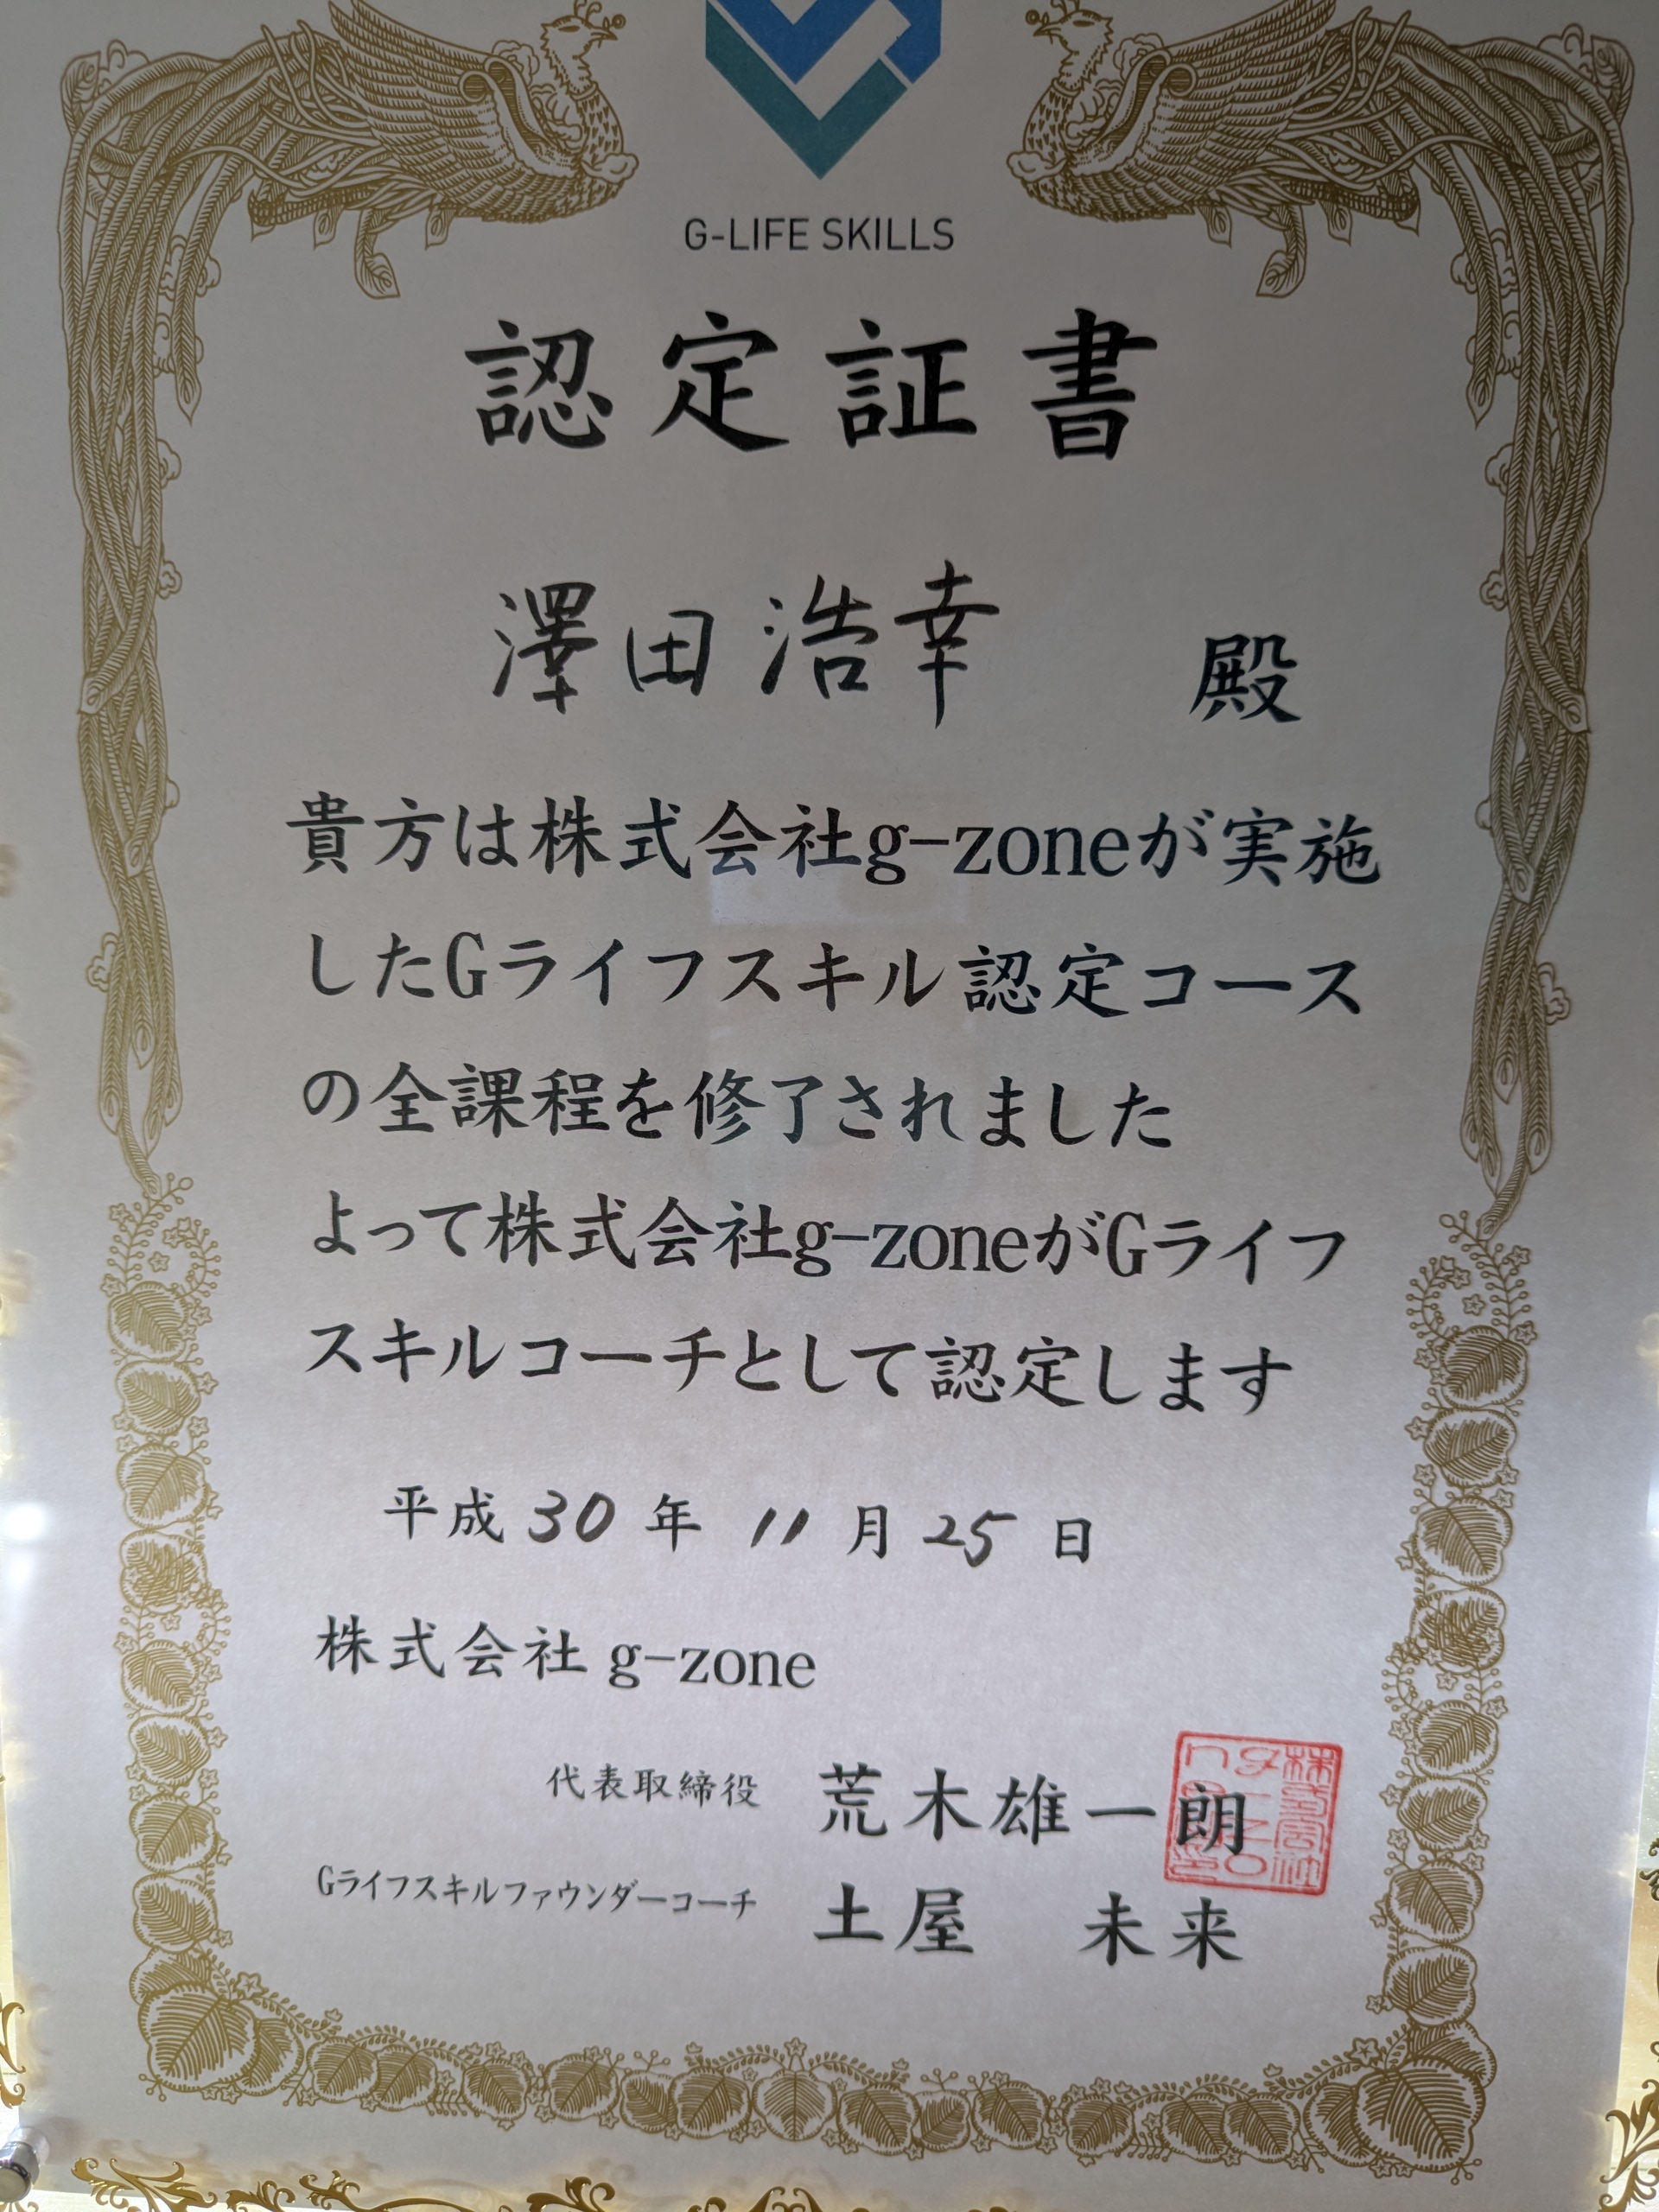 G-LIFE SKILLS
認定証書
澤田浩幸 殿
貴方は株式会社g-zoneが実施
したGライフスキル認定コース
の全課程を修了されました
よって株式会社g-zoneがGライフ
スキルコーチとして認定します
平成30年11月25日
株式会社 g-zone
代表取締役 荒木雄一朗
Gライフスキルファウンダーコーチ 土屋 未来